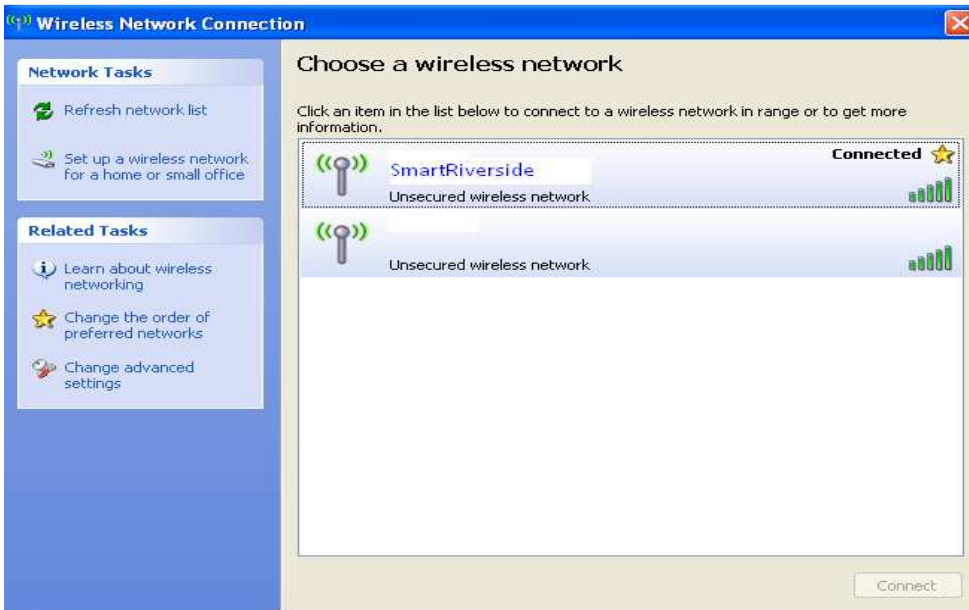 Wireless Network Connection
Network Tasks
Refresh network list
Set up a wireless network
for a home or small office
Related Tasks
Learn about wireless
networking
Change the order of
preferred networks
Change advanced
settings
Choose a wireless network
Click an item in the list below to connect to a wireless network in range or to get more
information.
SmartRiverside
Connected
Unsecured wireless network
Unsecured wireless network
Connect